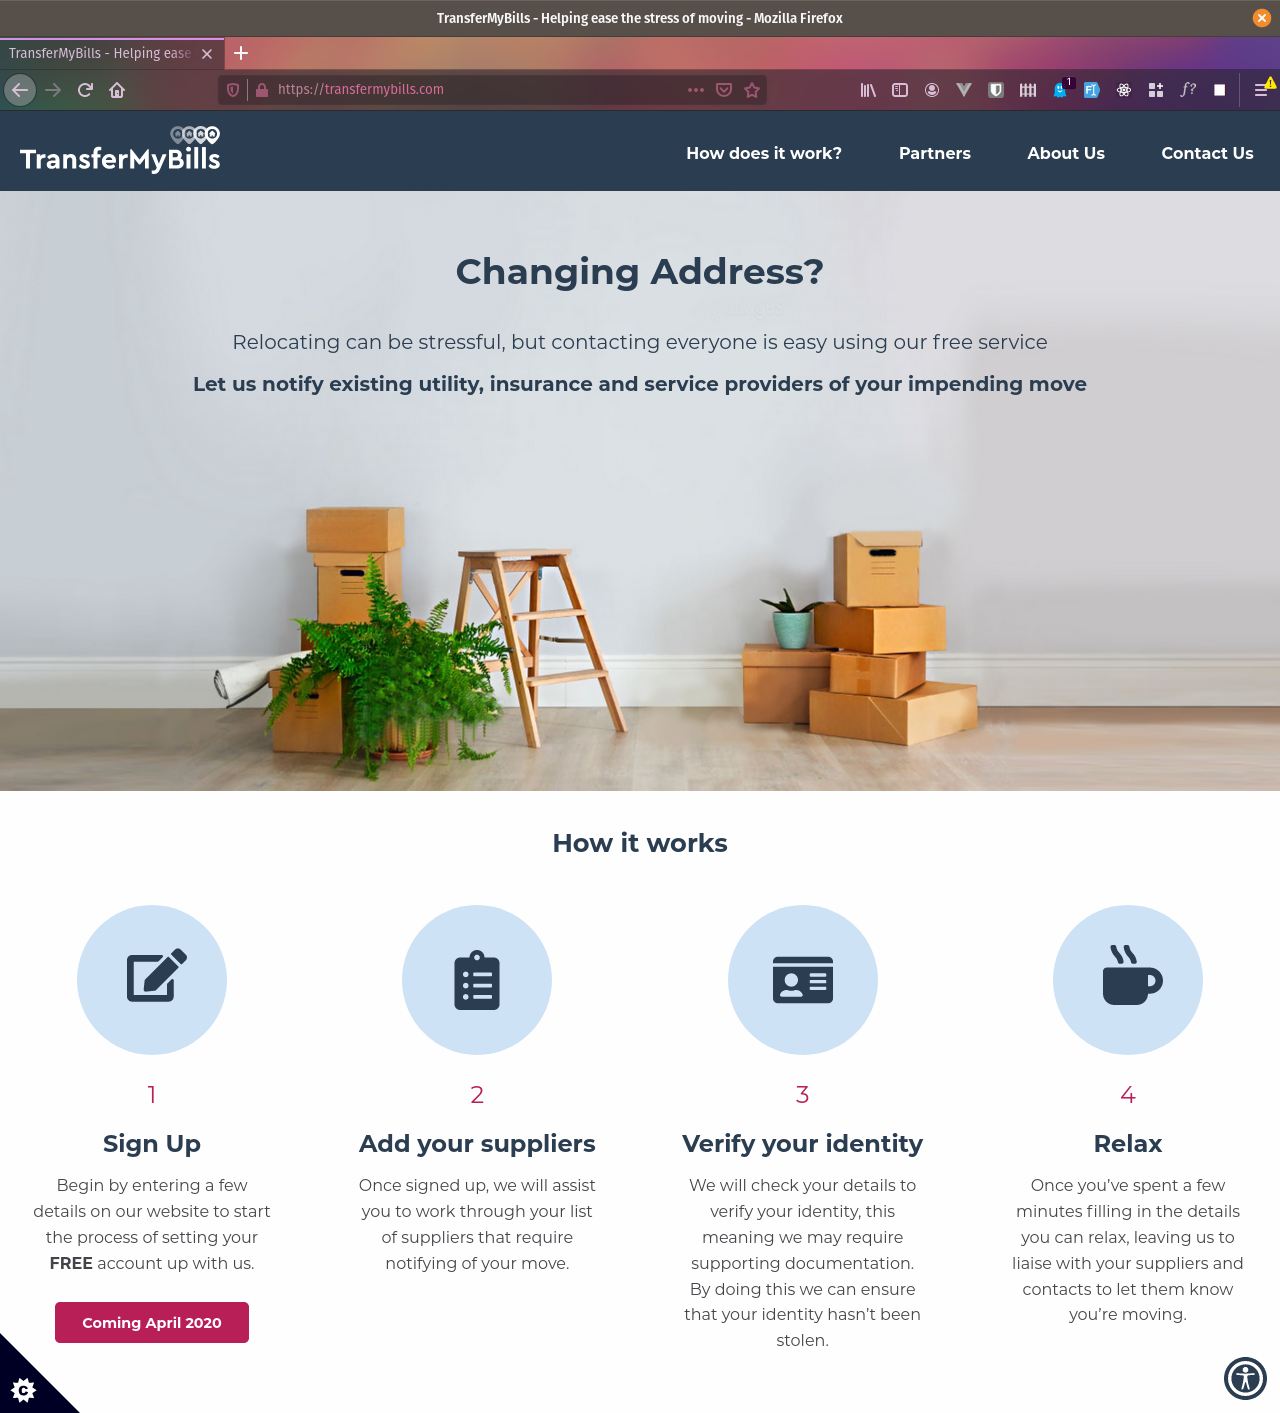 TransferMyBills - Helping ease the stress of moving - Mozilla Firefox
TransferMyBills - Helping ease
https://transfermybills.com
1
f?
TransferMyBills
How does it work?
Partners
About Us
Contact Us
Changing Address?
Relocating can be stressful, but contacting everyone is easy using our free service
Let us notify existing utility, insurance and service providers of your impending move
How it works
1
Sign Up
Begin by entering a few
details on our website to start
the process of setting your
FREE account up with us.
Coming April 2020
2
Add your suppliers
Once signed up, we will assist
you to work through your list
of suppliers that require
notifying of your move.
3
Verify your identity
We will check your details to
verify your identity, this
meaning we may require
supporting documentation.
By doing this we can ensure
that your identity hasn’t been
stolen.
4
Relax
Once you’ve spent a few
minutes filling in the details
you can relax, leaving us to
liaise with your suppliers and
contacts to let them know
you’re moving.
C